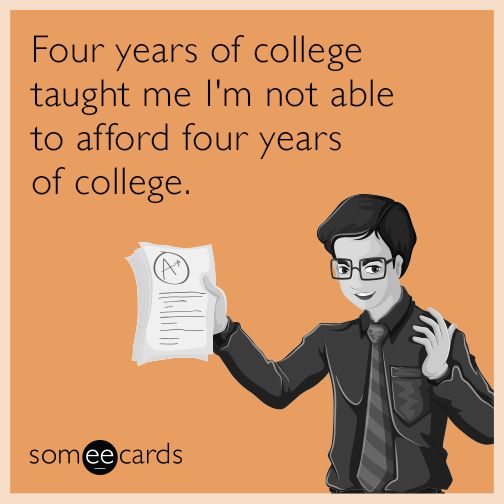 Four years of college
taught me I'm not able
to afford four years
of college.
A+
someecards